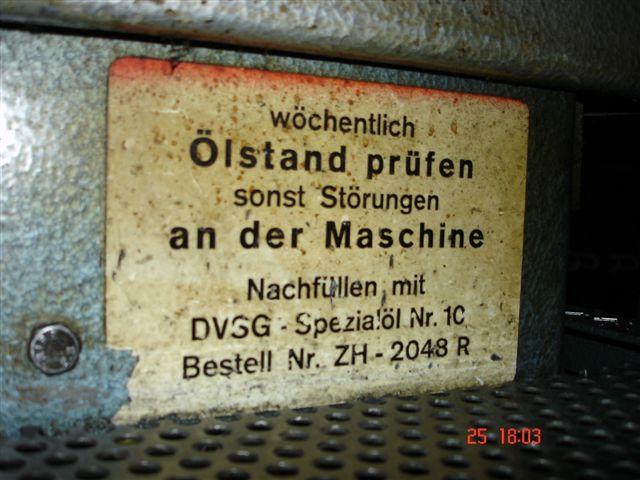 wöchentlich
Ölstand prüfen
sonst Störungen
an der Maschine
Nachfüllen mit
DVSG - Spezialöl Nr. 1C
Bestell Nr. ZH - 2048 R
25 18:03